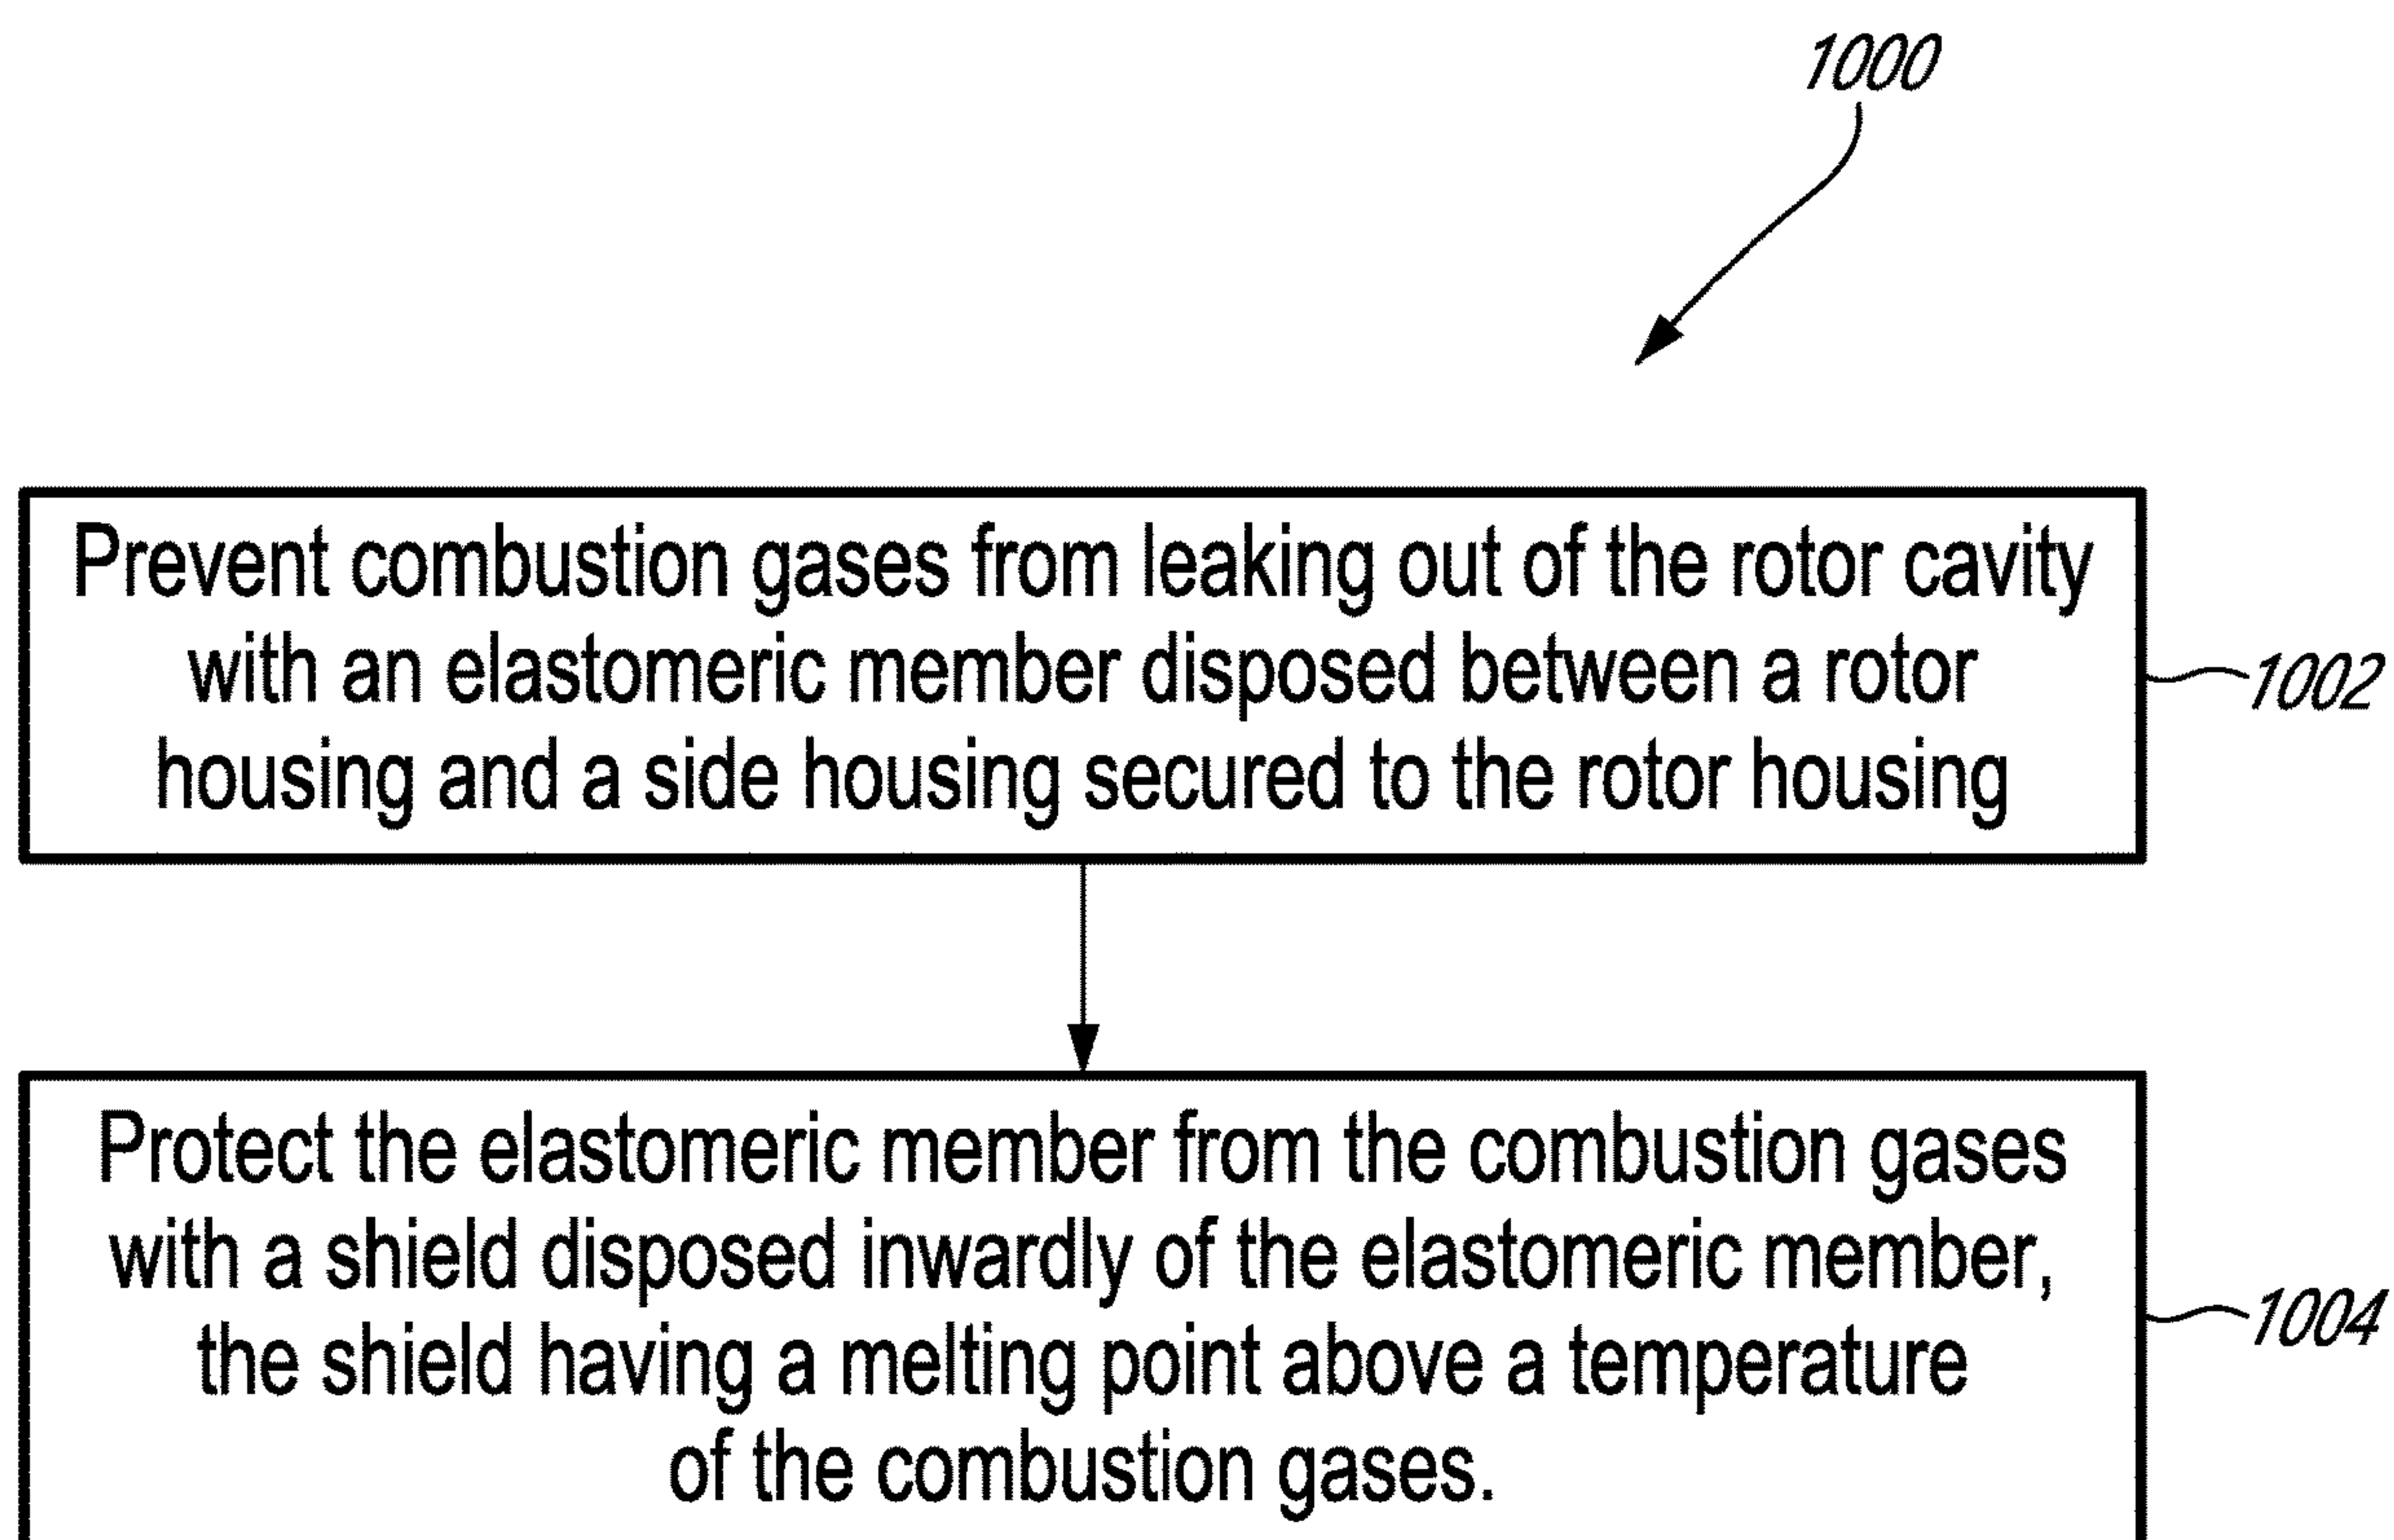 1000
Prevent combustion gases from leaking out of the rotor cavity
with an elastomeric member disposed between a rotor
housing and a side housing secured to the rotor housing
1002
Protect the elastomeric member from the combustion gases
with a shield disposed inwardly of the elastomeric member,
the shield having a melting point above a temperature
of the combustion gases.
1004